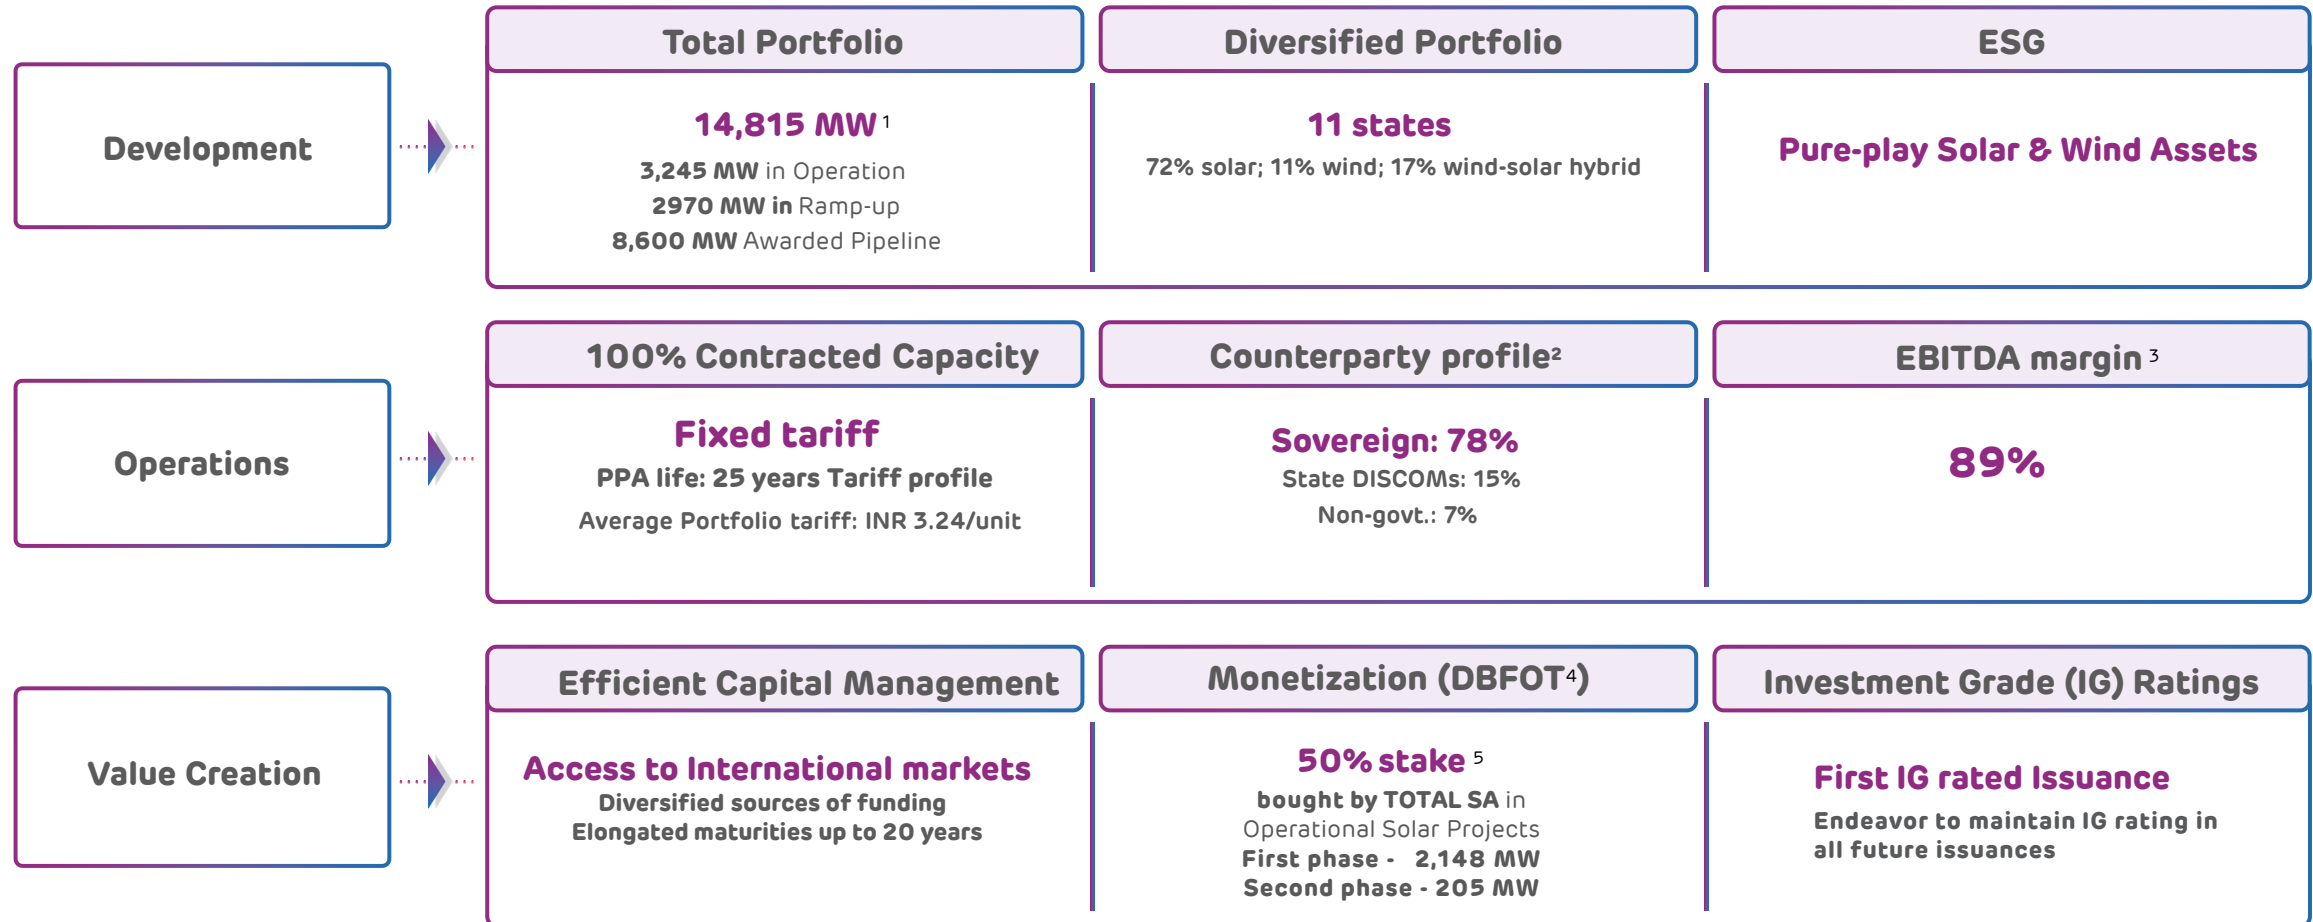 Development
Total Portfolio
14,815 MW 1
3,245 MW in Operation
2970 MW in Ramp-up
8,600 MW Awarded Pipeline
Diversified Portfolio
11 states
72% solar; 11% wind; 17% wind-solar hybrid
ESG
Pure-play Solar & Wind Assets
Operations
100% Contracted Capacity
Fixed tariff
PPA life: 25 years Tariff profile
Average Portfolio tariff: INR 3.24/unit
Counterparty profile²
Sovereign: 78%
State DISCOMs: 15%
Non-govt.: 7%
EBITDA margin 3
89%
Value Creation
Efficient Capital Management
Access to International markets
Diversified sources of funding
Elongated maturities up to 20 years
Monetization (DBFOT4)
50% stake 5
bought by TOTAL SA in
Operational Solar Projects
First phase - 2,148 MW
Second phase - 205 MW
Investment Grade (IG) Ratings
First IG rated Issuance
Endeavor to maintain IG rating in
all future issuances